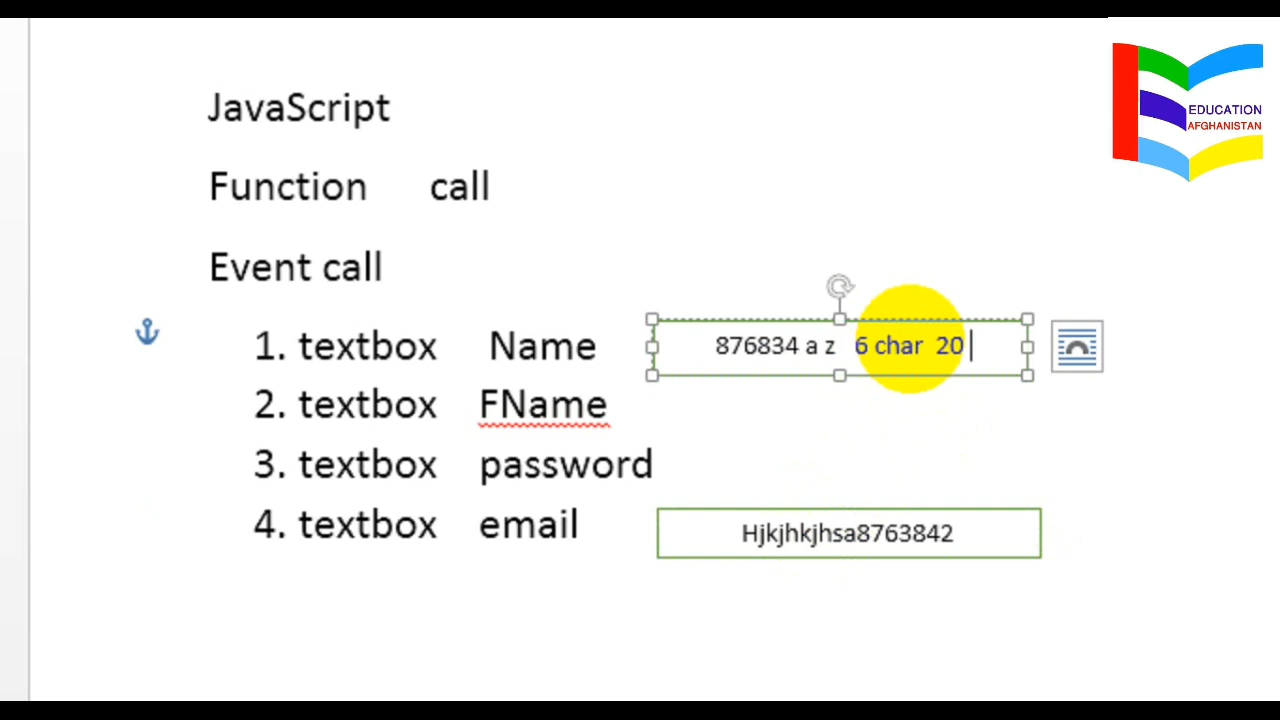 EDUCATION
AFGHANISTAN
JavaScript
Function call
Event call
1. textbox Name 876834 a z 6 char 20
2. textbox FName
3. textbox password
4. textbox email Hjkjhkjhsa8763842